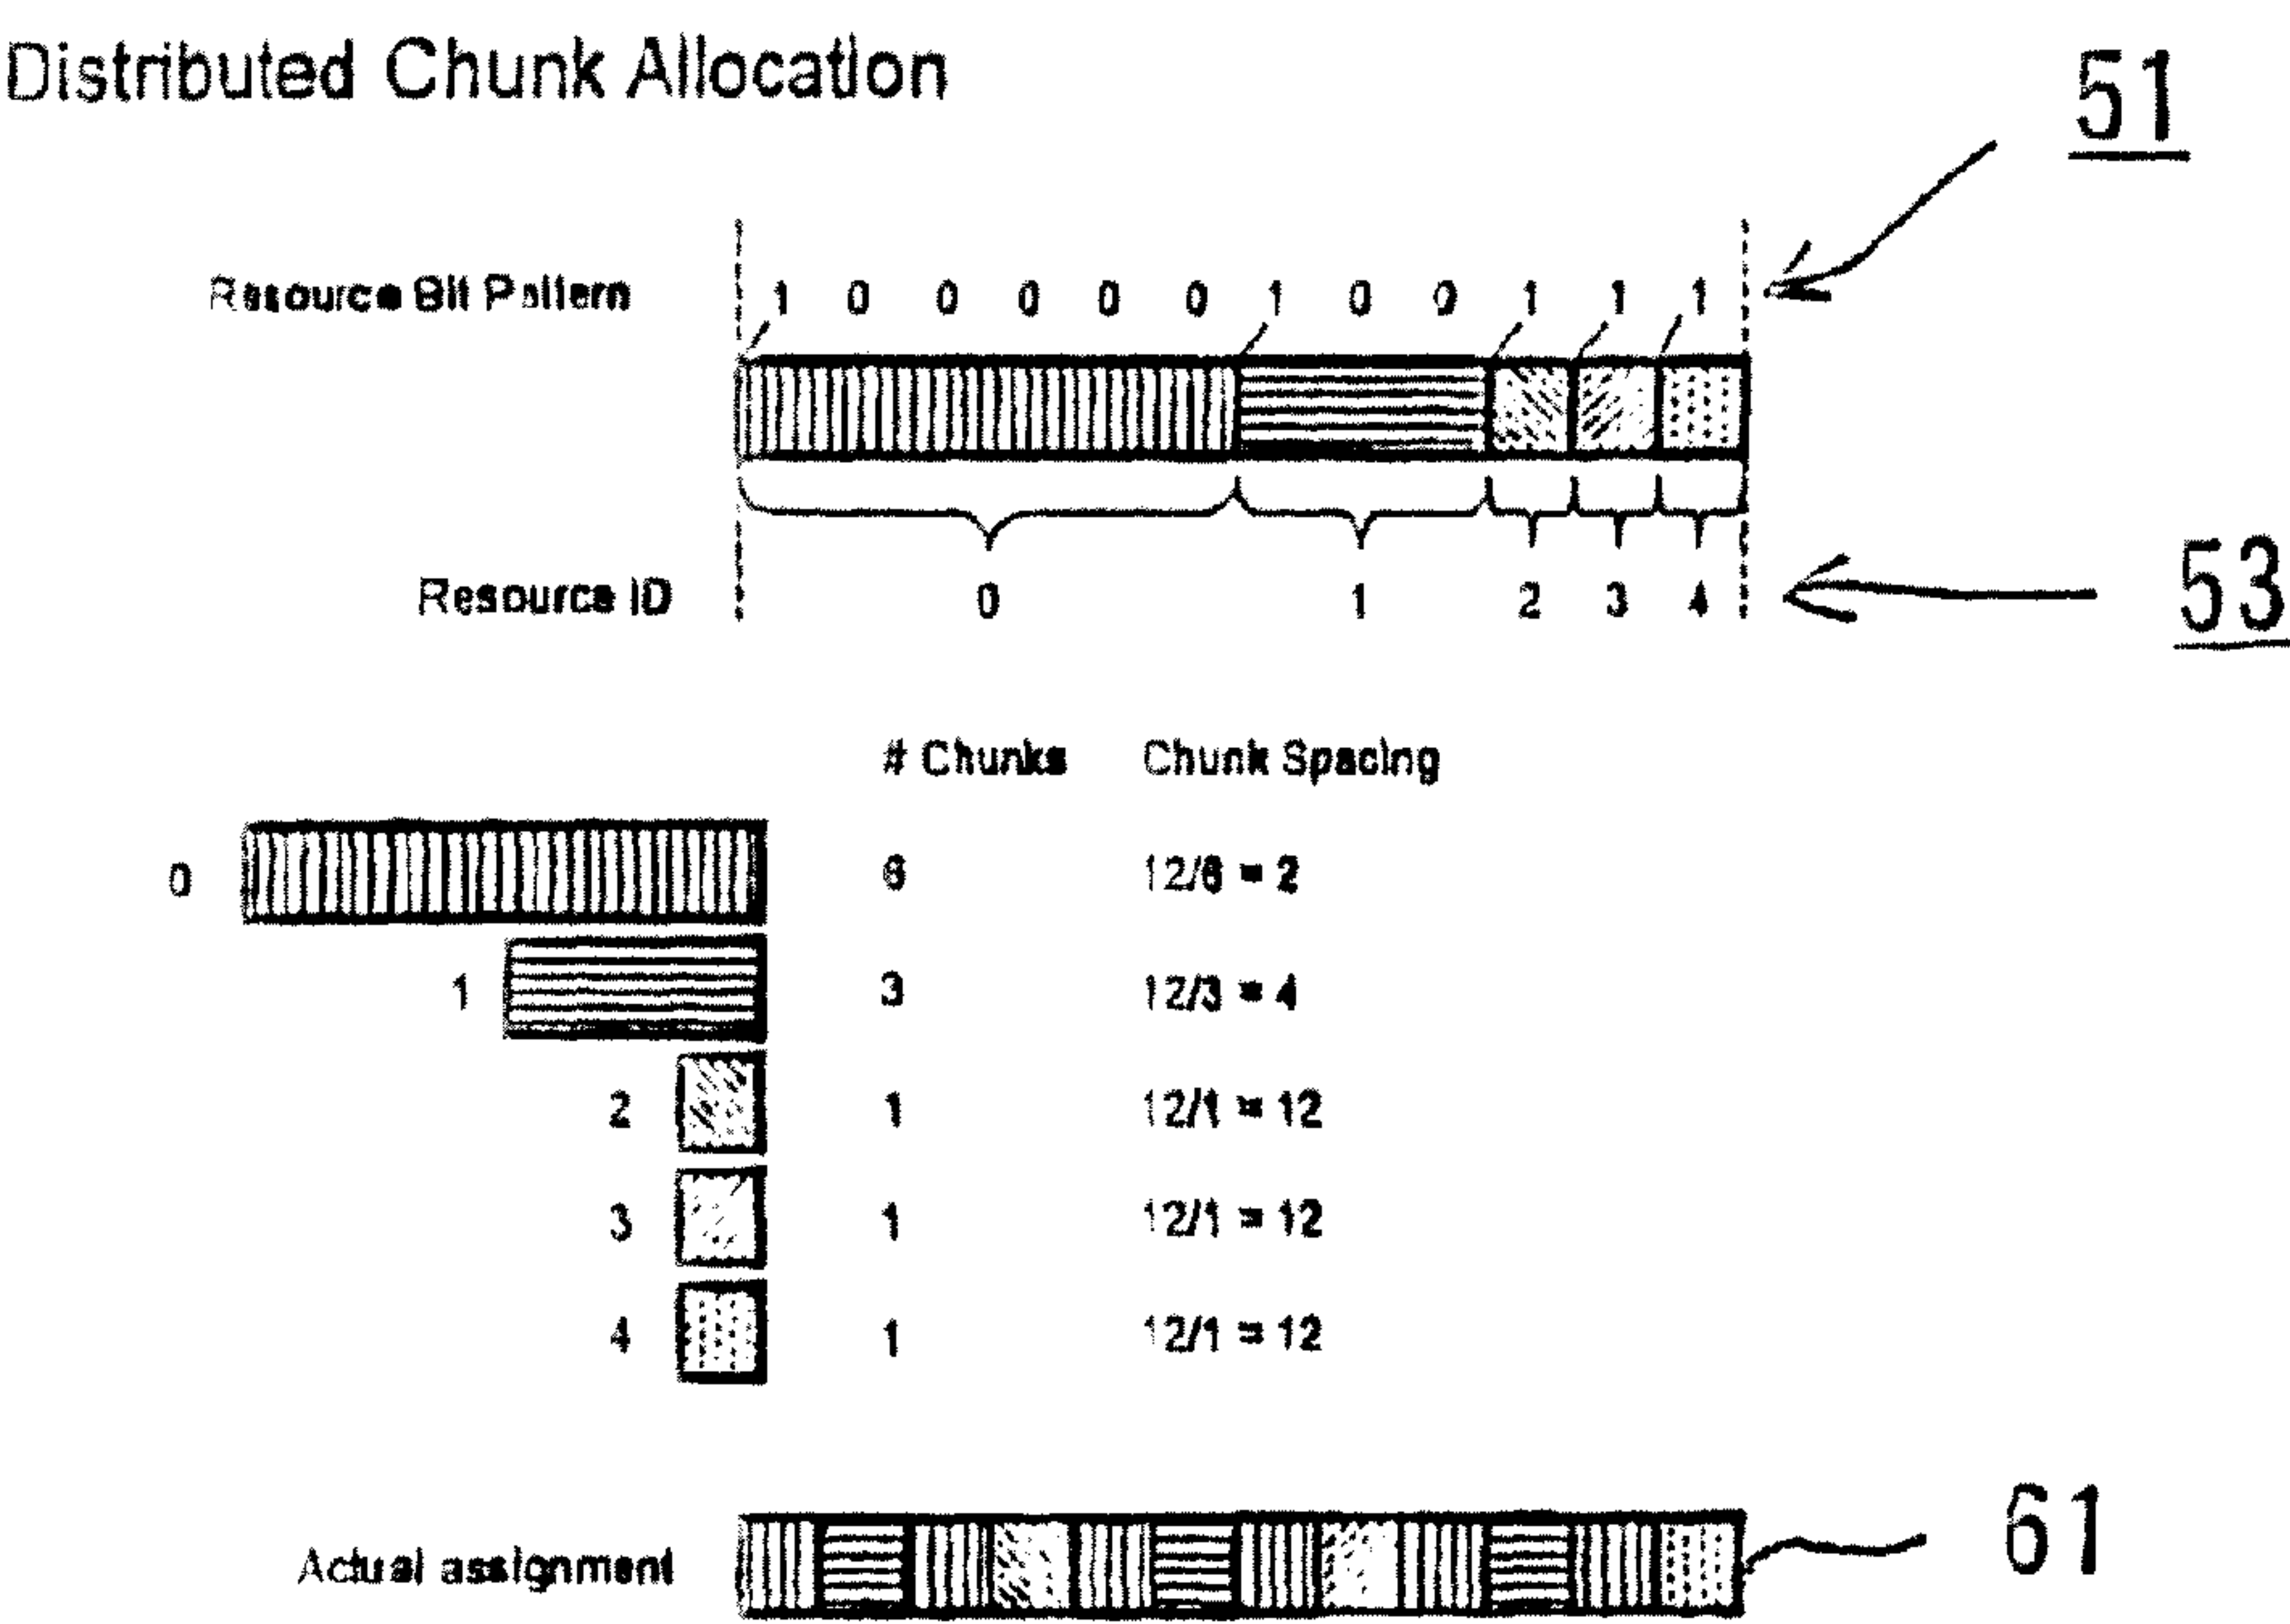 Distributed Chunk Allocation
51
Resource Bit Pattern 1 0 0 0 0 0 1 0 0 1 1 1
Resource ID 0 1 2 3 4
53
# Chunks Chunk Spacing
0 6 12/6 = 2
1 3 12/3 = 4
2 1 12/1 = 12
3 1 12/1 = 12
4 1 12/1 = 12
Actual assignment
61